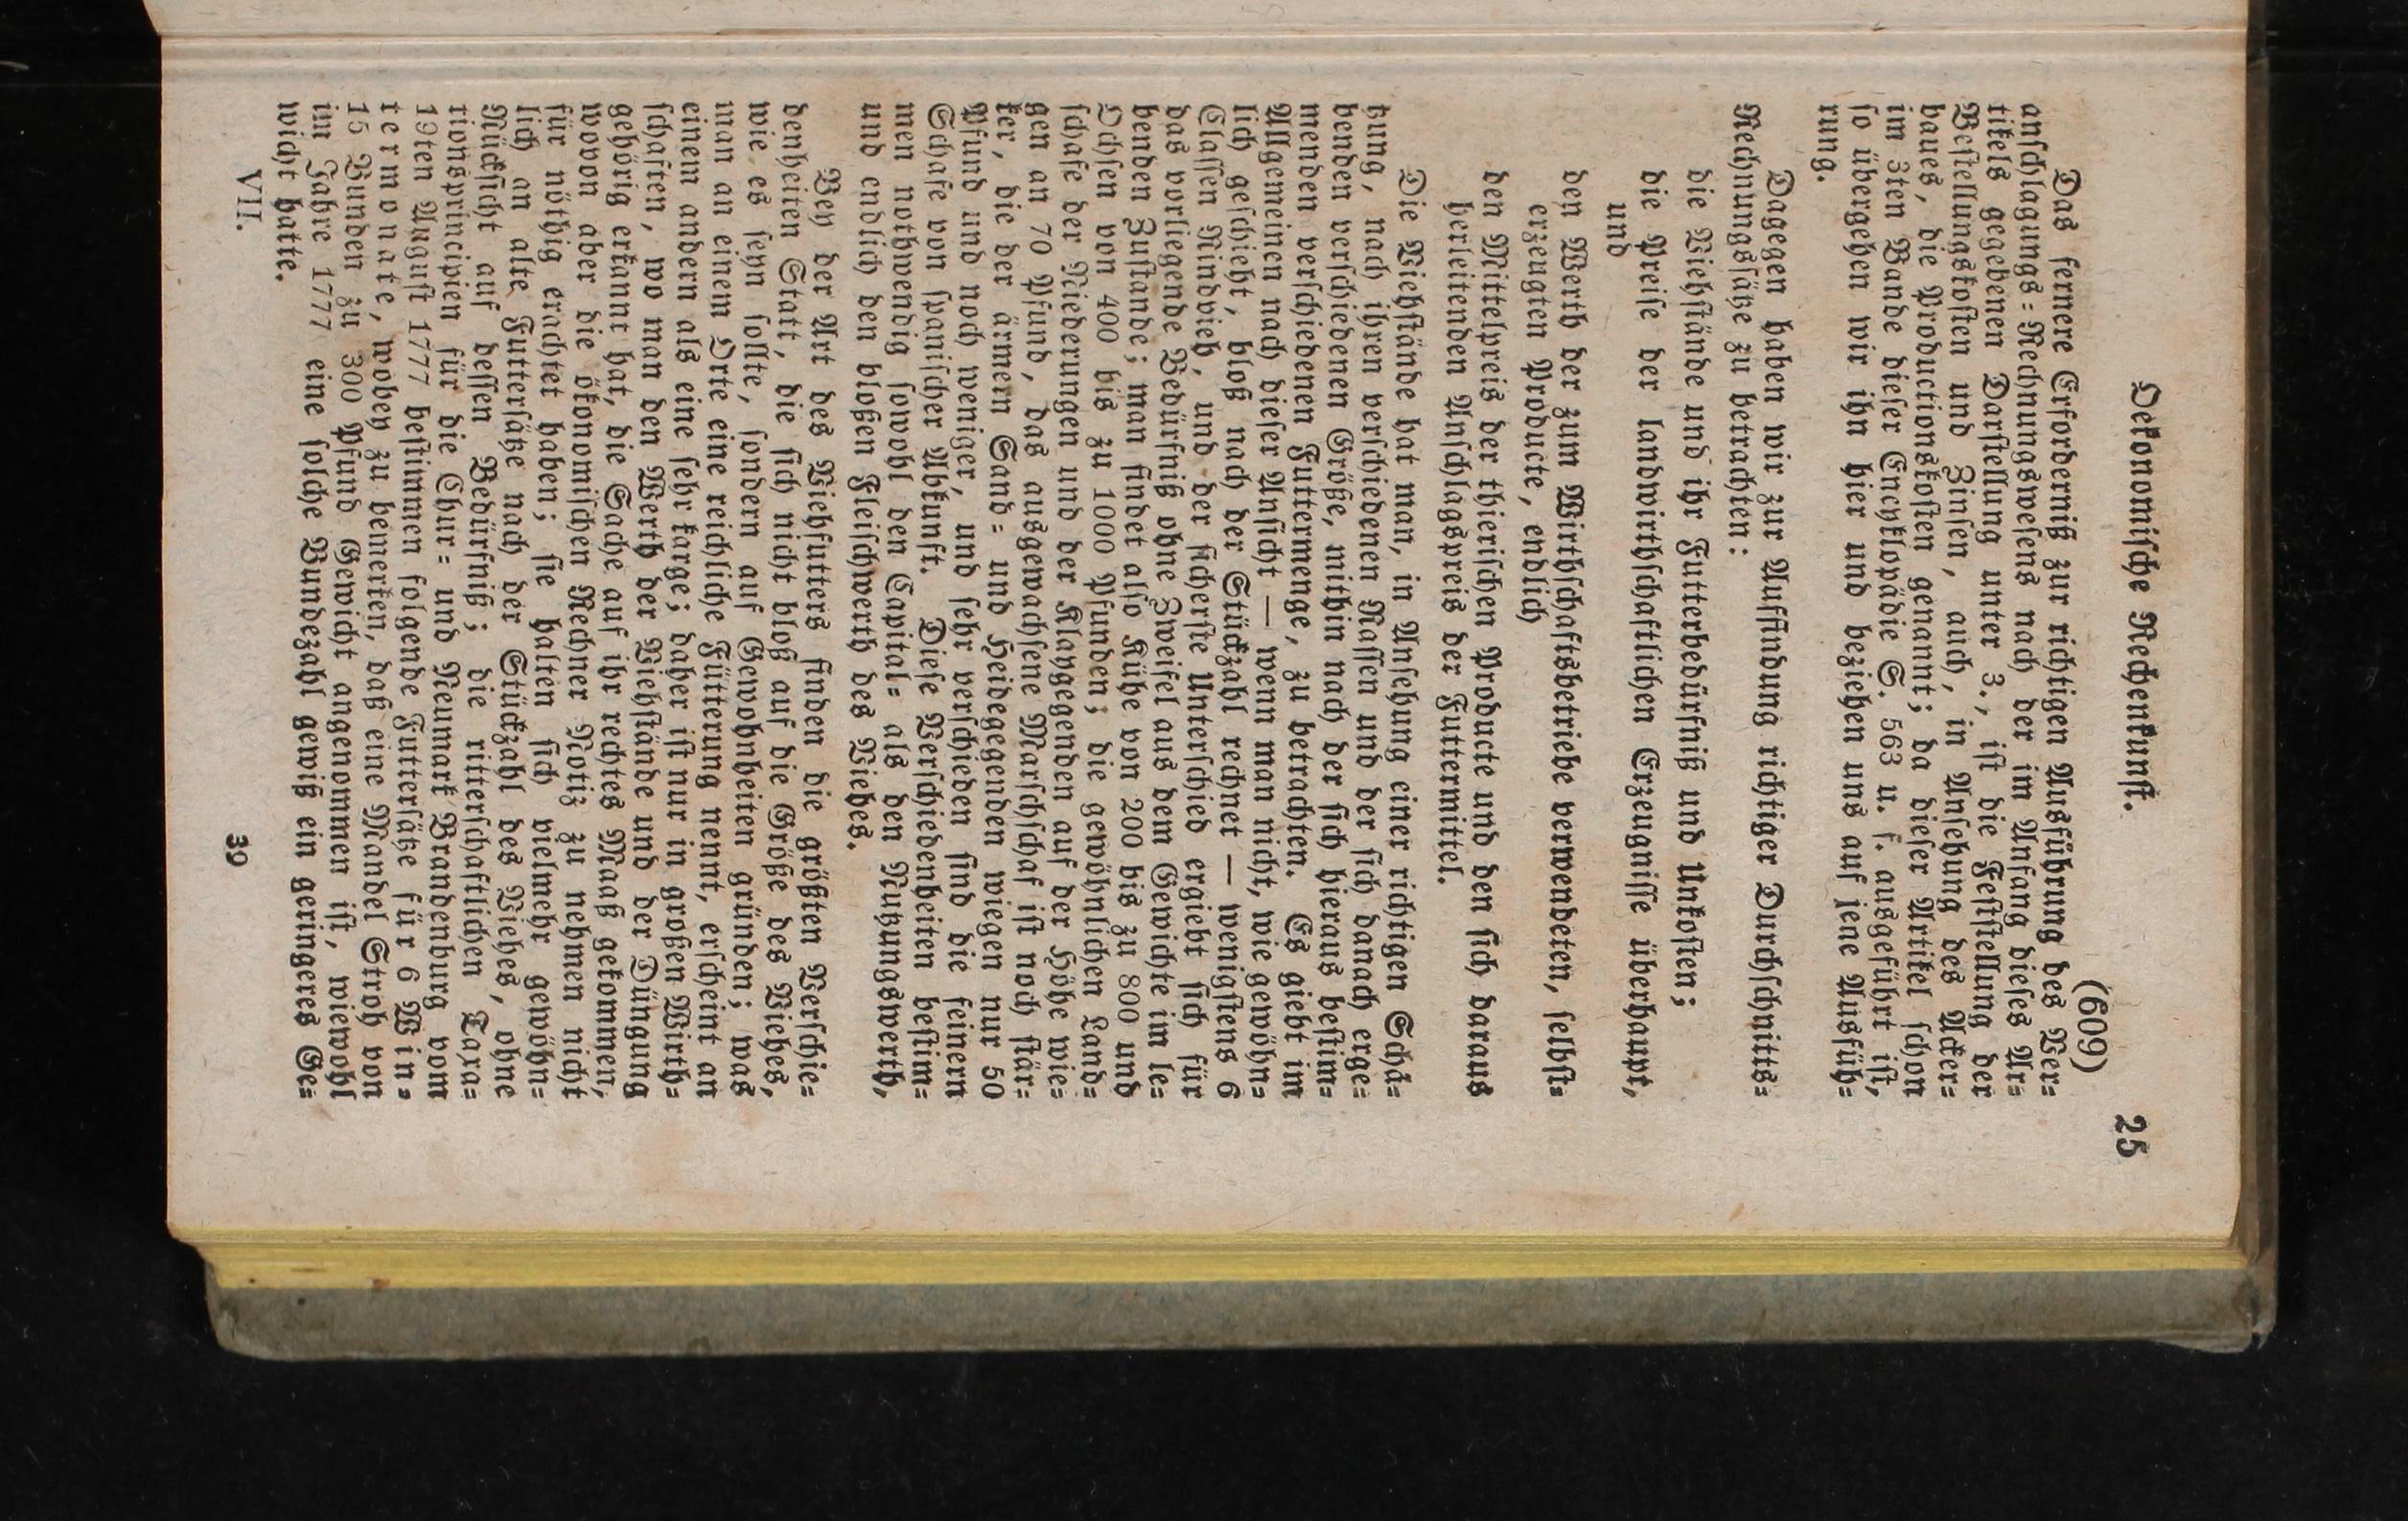 Oekonomische Rechenkunst. 25
(609)
Das fernere Erforderniß zur richtigen Ausführung des Ver=
anschlagungs=Rechnungswesens nach der im Anfang dieses Ar=
tikels gegebenen Darstellung unter 3., ist die Feststellung der
Bestellungskosten und Zinsen, auch, in Ansehung des Acker=
baues, die Productionskosten genannt; da dieser Artikel schon
im 3ten Bande dieser Encyklopädie S. 563 u. f. ausgeführt ist,
so übergehen wir ihn hier und beziehen uns auf jene Ausfüh=
rung.
Dagegen haben wir zur Auffindung richtiger Durchschnitts=
Rechnungssätze zu betrachten:
die Viehstände und ihr Futterbedürfniß und Unkosten;
die Preise der landwirthschaftlichen Erzeugnisse überhaupt,
und
den Werth der zum Wirthschaftsbetriebe verwendeten, selbst=
erzeugten Producte, endlich
den Mittelpreis der thierischen Producte und den sich daraus
herleitenden Anschlagspreis der Futtermittel.
Die Viehstände hat man, in Ansehung einer richtigen Schä=
tzung, nach ihren verschiedenen Rassen und der sich danach erge=
benden verschiedenen Größe, mithin nach der sich hieraus bestim=
menden verschiedenen Futtermenge, zu betrachten. Es giebt im
Allgemeinen nach dieser Ansicht — wenn man nicht, wie gewöhn=
lich geschieht, bloß nach der Stückzahl rechnet — wenigstens 6
Classen Rindvieh, und der sicherste Unterschied ergiebt sich für
das vorliegende Bedürfniß ohne Zweifel aus dem Gewichte im le=
benden Zustande; man findet also Kühe von 200 bis zu 800 und
Ochsen von 400 bis zu 1000 Pfunden; die gewöhnlichen Land=
schafe der Niederungen und der Klaygegenden auf der Höhe wie=
gen an 70 Pfund, das ausgewachsene Marschschaf ist noch stär=
ker, die der ärmern Sand= und Heidegegenden wiegen nur 50
Pfund und noch weniger, und sehr verschieden sind die feinern
Schafe von spanischer Abkunft. Diese Verschiedenheiten bestim=
men nothwendig sowohl den Capital= als den Nutzungswerth,
und endlich den bloßen Fleischwerth des Viehes.
Bey der Art des Viehfutters finden die größten Verschie=
denheiten Statt, die sich nicht bloß auf die Größe des Viehes,
wie es seyn sollte, sondern auf Gewohnheiten gründen; was
man an einem Orte eine reichliche Fütterung nennt, erscheint an
einem andern als eine sehr karge; daher ist nur in großen Wirth=
schaften, wo man den Werth der Viehstände und der Düngung
gehörig erkannt hat, die Sache auf ihr rechtes Maaß gekommen,
wovon aber die ökonomischen Rechner Notiz zu nehmen nicht
für nöthig erachtet haben; sie halten sich vielmehr gewöhn=
lich an alte Futtersätze nach der Stückzahl des Viehes, ohne
Rücksicht auf dessen Bedürfniß; die ritterschaftlichen Taxa=
tionsprincipien für die Chur= und Neumark Brandenburg vom
19ten August 1777 bestimmen folgende Futtersätze für 6 Win=
termonate, wobey zu bemerken, daß eine Mandel Stroh von
15 Bunden zu 300 Pfund Gewicht angenommen ist, wiewohl
im Jahre 1777 eine solche Bundezahl gewiß ein geringeres Ge=
wicht hatte.
VII. 39